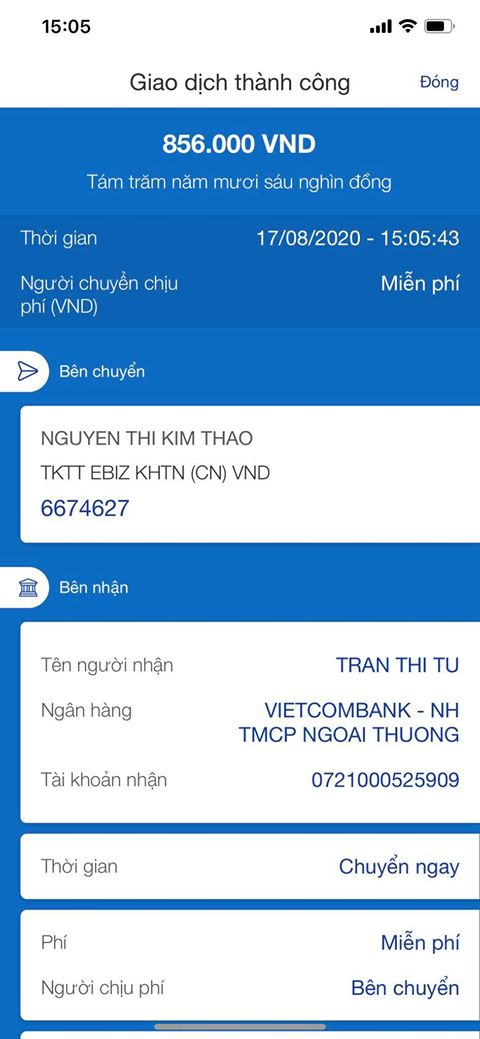 15:05
Giao dịch thành công
Đóng
856.000 VND
Tám trăm năm mươi sáu nghìn đồng
Thời gian 17/08/2020 - 15:05:43
Người chuyển chịu Miễn phí
phí (VND)
Bên chuyển
NGUYEN THI KIM THAO
TKTT EBIZ KHTN (CN) VND
6674627
Bên nhận
Tên người nhận TRAN THI TU
Ngân hàng VIETCOMBANK - NH
TMCP NGOAI THUONG
Tài khoản nhận 0721000525909
Thời gian Chuyển ngay
Phí Miễn phí
Người chịu phí Bên chuyển